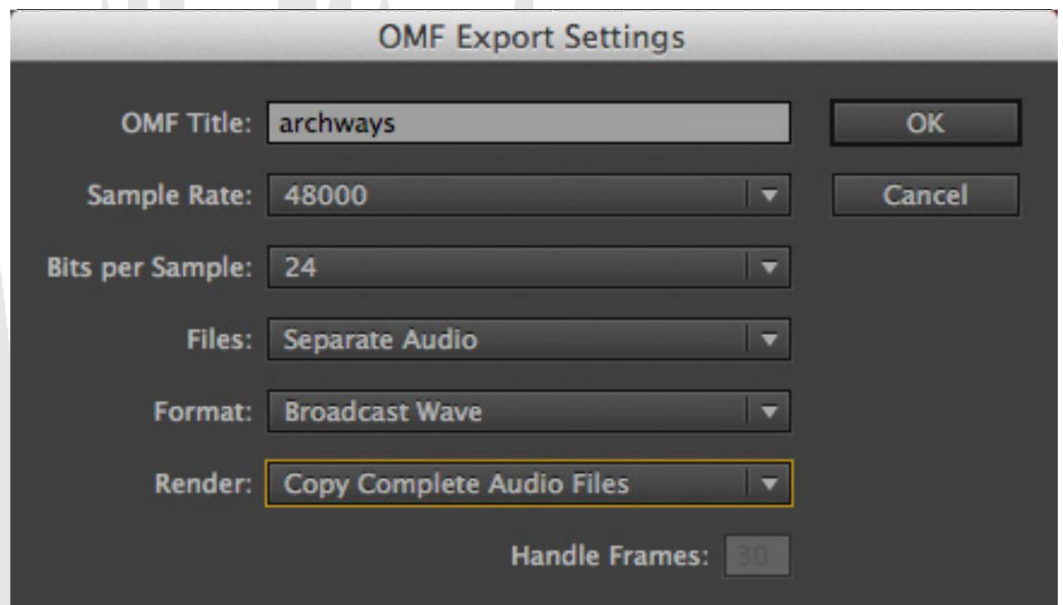 OMF Export Settings
OMF Title: archways OK
Sample Rate: 48000 Cancel
Bits per Sample: 24
Files: Separate Audio
Format: Broadcast Wave
Render: Copy Complete Audio Files
Handle Frames: 30